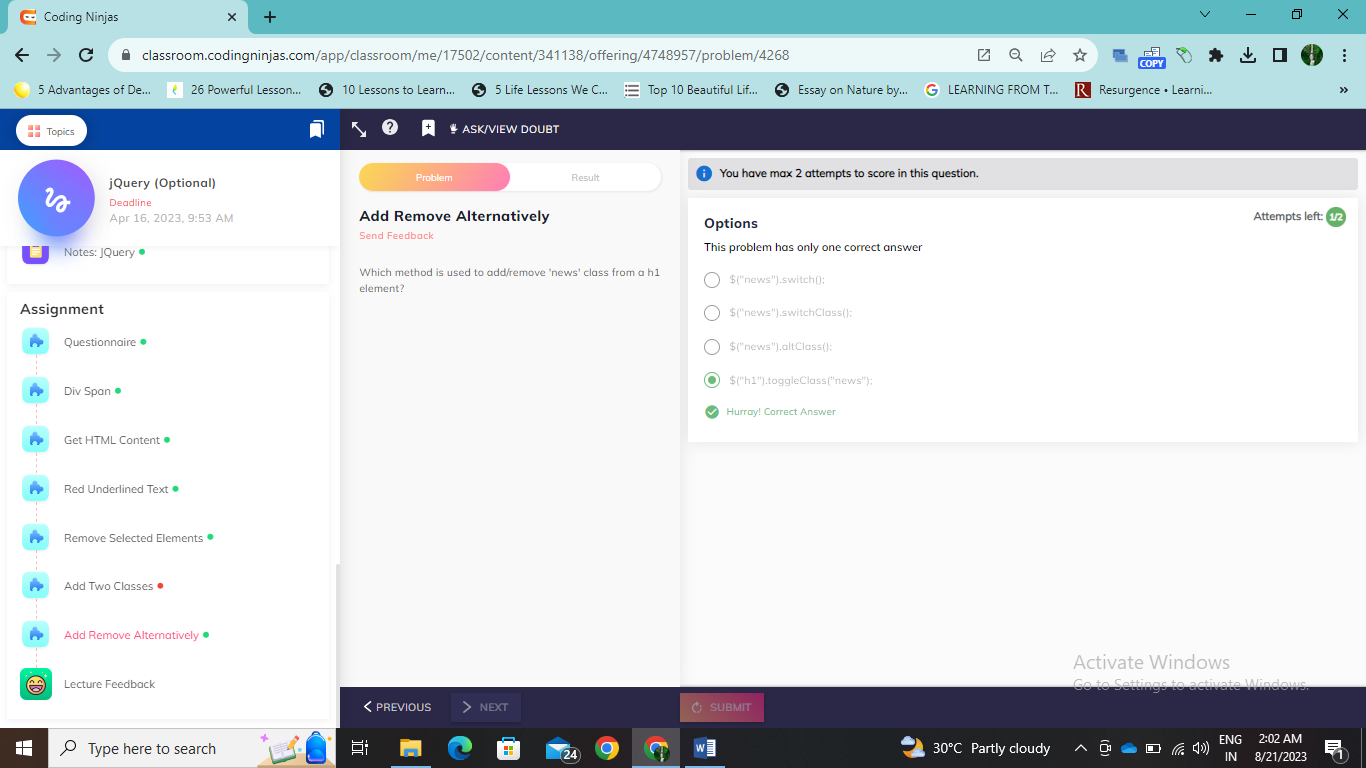 Coding Ninjas
classroom.codingninjas.com/app/classroom/me/17502/content/341138/offering/4748957/problem/4268
COPY
5 Advantages of De...
26 Powerful Lesson...
10 Lessons to Learn...
5 Life Lessons We C...
Top 10 Beautiful Lif...
Essay on Nature by...
LEARNING FROM T...
Resurgence • Learni...
»
Topics
ASK/VIEW DOUBT
jQuery (Optional)
Deadline
Apr 16, 2023, 9:53 AM
Notes: JQuery
Assignment
Questionnaire
Div Span
Get HTML Content
Red Underlined Text
Remove Selected Elements
Add Two Classes
Add Remove Alternatively
Lecture Feedback
Problem
Result
Add Remove Alternatively
Send Feedback
Which method is used to add/remove 'news' class from a h1
element?
You have max 2 attempts to score in this question.
Options
Attempts left: 1/2
This problem has only one correct answer
$("news").switch();
$("news").switchClass();
$("news").altClass();
$("h1").toggleClass("news");
Hurray! Correct Answer
Activate Windows
Go to Settings to activate Windows.
PREVIOUS
NEXT
SUBMIT
Type here to search
24
30°C Partly cloudy
ENG
IN
2:02 AM
8/21/2023
1